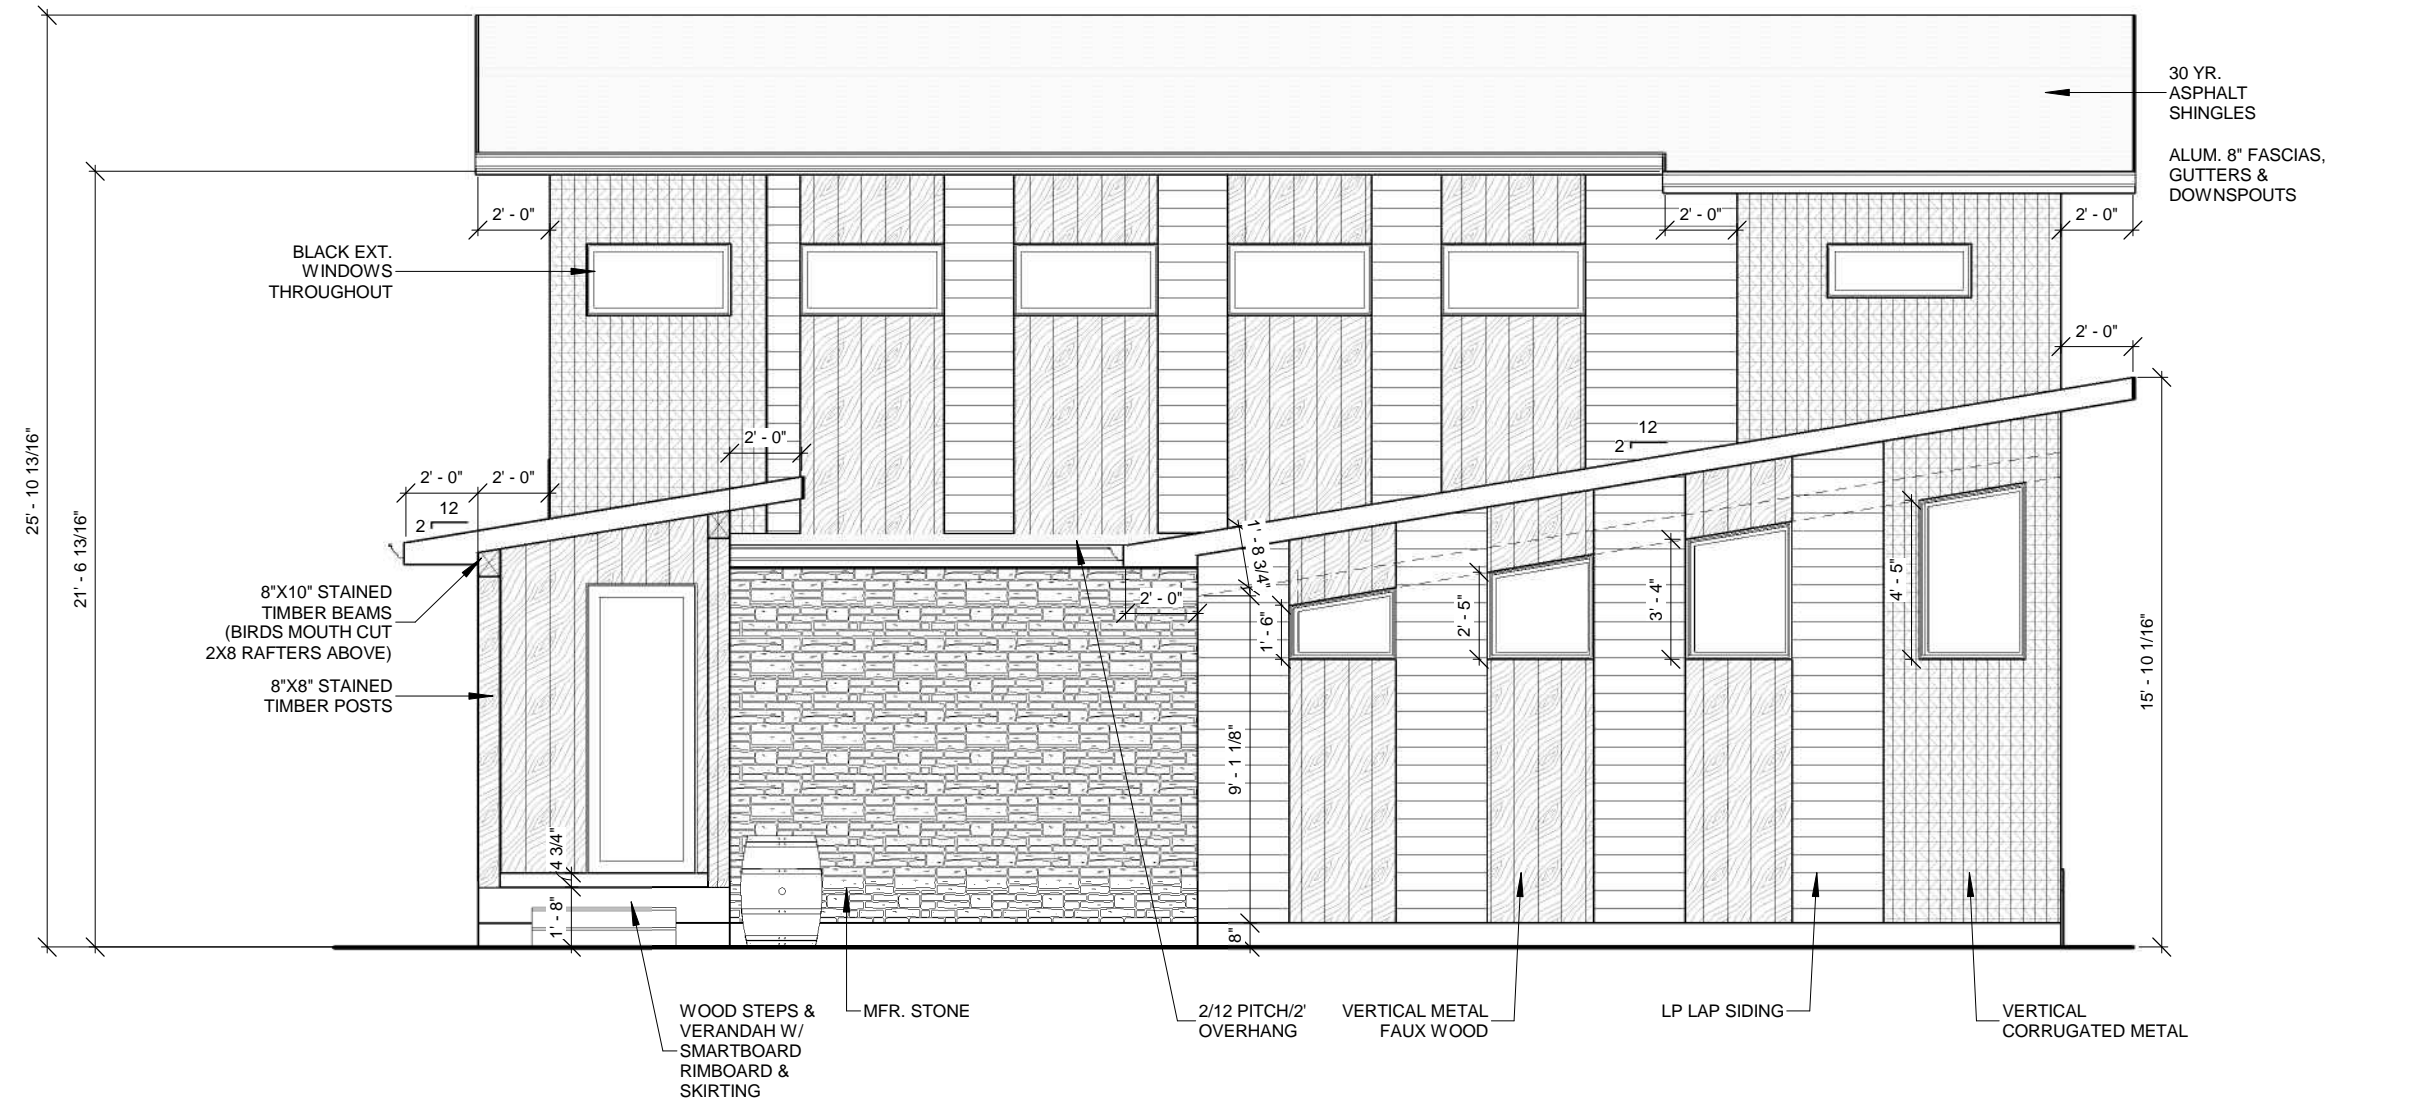 30 YR.
ASPHALT
SHINGLES
ALUM. 8" FASCIAS,
GUTTERS &
DOWNSPOUTS
2' - 0"
2' - 0"
2' - 0"
BLACK EXT.
WINDOWS
THROUGHOUT
2' - 0"
25' - 10 13/16"
21' - 6 13/16"
2' - 0"
12
2
2' - 0"
2' - 0"
12
2
1' - 8 3/4"
8"X10" STAINED
TIMBER BEAMS
(BIRDS MOUTH CUT
2X8 RAFTERS ABOVE)
8"X8" STAINED
TIMBER POSTS
2' - 0"
1' - 9"
2' - 5"
3' - 4"
4' - 5"
15' - 10 1/16"
9' - 1 1/8"
4 3/4"
1' - 8"
8"
WOOD STEPS &
VERANDAH W/
SMARTBOARD
RIMBOARD &
SKIRTING
MFR. STONE
2/12 PITCH/2'
OVERHANG
VERTICAL METAL
FAUX WOOD
LP LAP SIDING
VERTICAL
CORRUGATED METAL